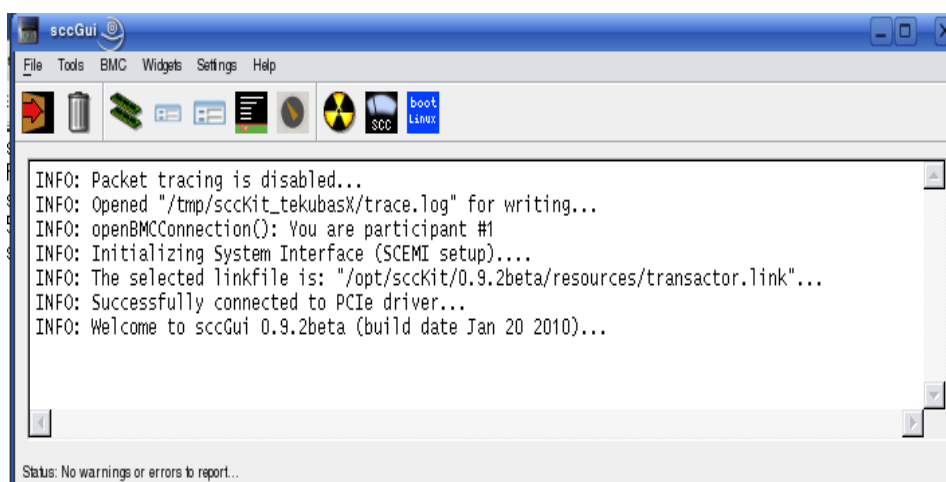 sccGui
File Tools BMC Widgets Settings Help
scc
boot
Linux
INFO: Packet tracing is disabled...
INFO: Opened "/tmp/sccKit_tekubasX/trace.log" for writing...
INFO: openBMCConnection(): You are participant #1
INFO: Initializing System Interface (SCEMI setup)....
INFO: The selected linkfile is: "/opt/sccKit/0.9.2beta/resources/transactor.link"...
INFO: Successfully connected to PCIe driver...
INFO: Welcome to sccGui 0.9.2beta (build date Jan 20 2010)...
Status: No warnings or errors to report...